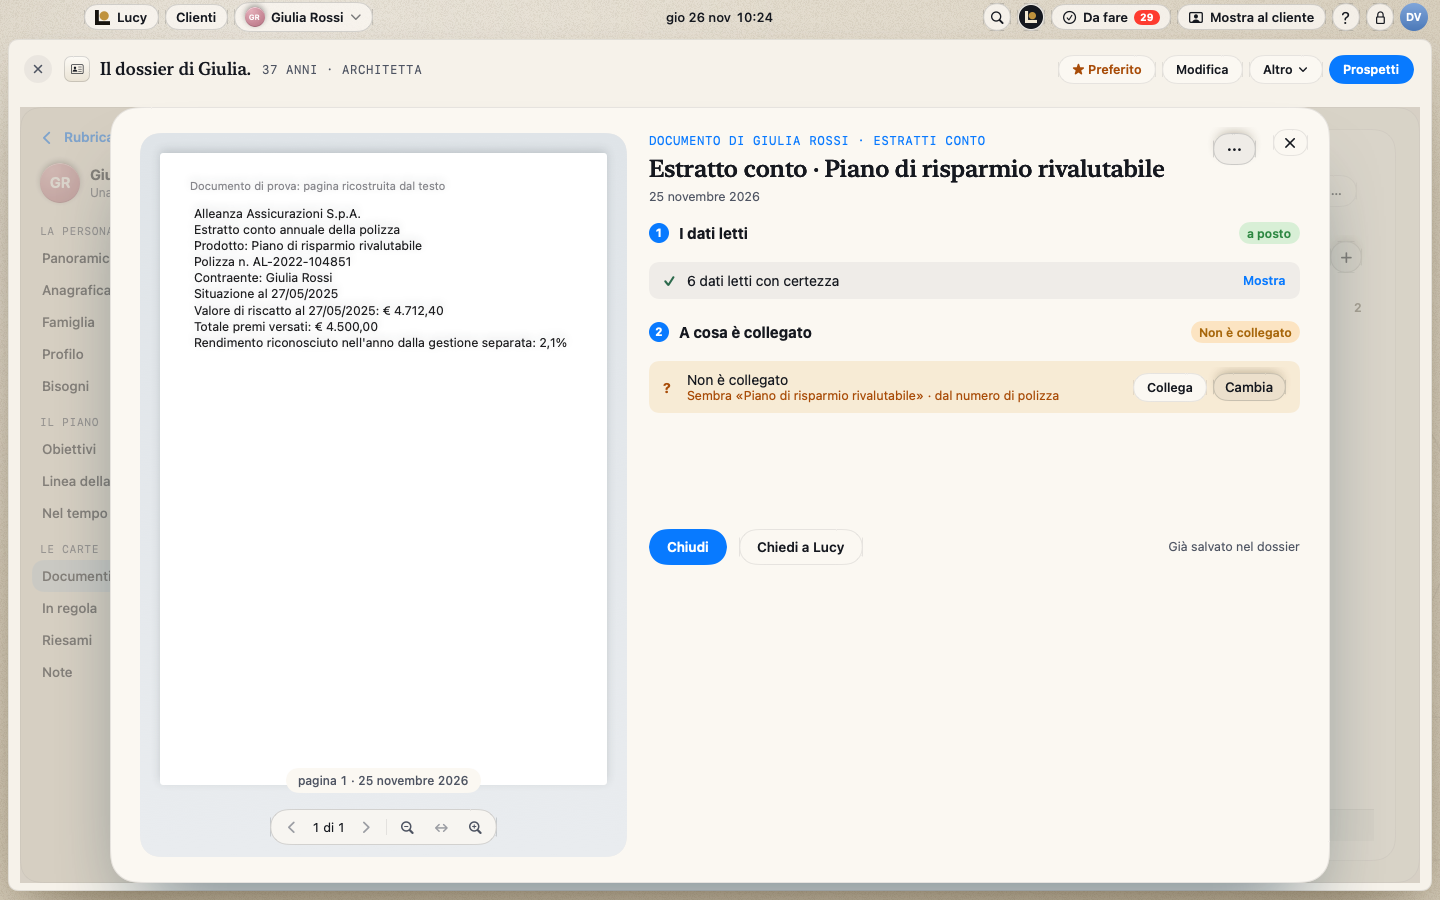 Lucy
Clienti
GR Giulia Rossi
gio 26 nov 10:24
Da fare 29
Mostra al cliente
?
DV
Il dossier di Giulia. 37 ANNI · ARCHITETTA
Preferito
Modifica
Altro
Prospetti
Rubrica
GR
LA PERSONA
Anagrafica
Famiglia
Profilo
Bisogni
IL PIANO
Obiettivi
Linea della
Nel tempo
LE CARTE
Documenti
In regola
Riesami
Note
2
Documento di prova: pagina ricostruita dal testo
Alleanza Assicurazioni S.p.A.
Estratto conto annuale della polizza
Prodotto: Piano di risparmio rivalutabile
Polizza n. AL-2022-104851
Contraente: Giulia Rossi
Situazione al 27/05/2025
Valore di riscatto al 27/05/2025: € 4.712,40
Totale premi versati: € 4.500,00
Rendimento riconosciuto nell'anno dalla gestione separata: 2,1%
pagina 1 · 25 novembre 2026
1 di 1
DOCUMENTO DI GIULIA ROSSI · ESTRATTI CONTO
Estratto conto · Piano di risparmio rivalutabile
25 novembre 2026
1 I dati letti
a posto
6 dati letti con certezza
Mostra
2 A cosa è collegato
Non è collegato
? Non è collegato
Sembra «Piano di risparmio rivalutabile» · dal numero di polizza
Collega
Cambia
Chiudi
Chiedi a Lucy
Già salvato nel dossier